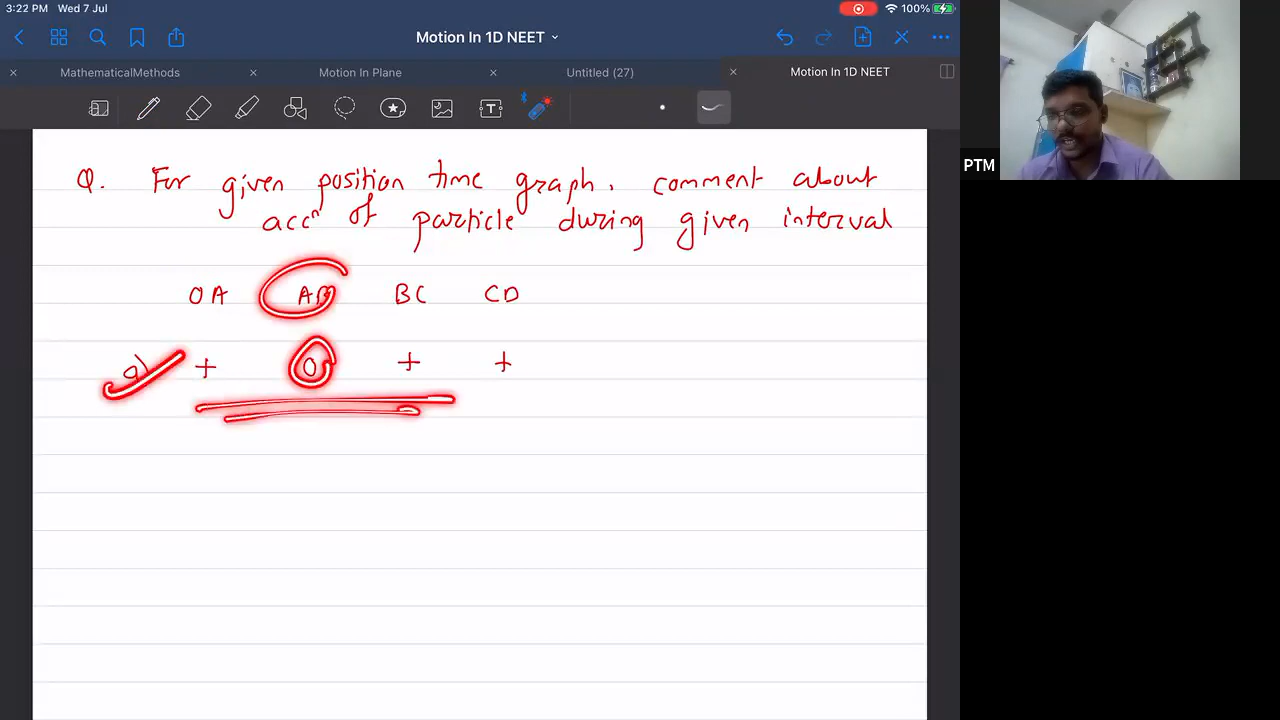 3:22 PM Wed 7 Jul
100%
Motion In 1D NEET
MathematicalMethods
Motion In Plane
Untitled (27)
Motion In 1D NEET
T
PTM
Q. For given position time graph. comment about
accⁿ of particle during given interval
OA AB BC CD
a) + 0 + +